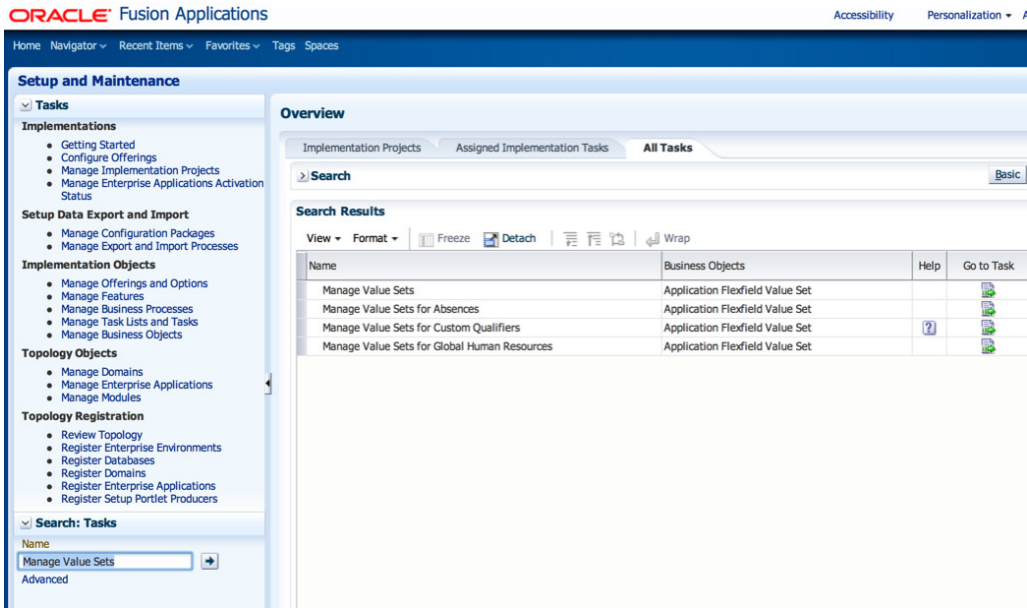 ORACLE Fusion Applications
Accessibility Personalization
Home Navigator Recent Items Favorites Tags Spaces
Setup and Maintenance
Tasks
Implementations
Getting Started
Configure Offerings
Manage Implementation Projects
Manage Enterprise Applications Activation
Status
Setup Data Export and Import
Manage Configuration Packages
Manage Export and Import Processes
Implementation Objects
Manage Offerings and Options
Manage Features
Manage Business Processes
Manage Task Lists and Tasks
Manage Business Objects
Topology Objects
Manage Domains
Manage Enterprise Applications
Manage Modules
Topology Registration
Review Topology
Register Enterprise Environments
Register Databases
Register Domains
Register Enterprise Applications
Register Setup Portlet Producers
Search: Tasks
Name
Manage Value Sets
Advanced
Overview
Implementation Projects Assigned Implementation Tasks All Tasks
Search Basic
Search Results
View Format Freeze Detach Wrap
Name Business Objects Help Go to Task
Manage Value Sets Application Flexfield Value Set
Manage Value Sets for Absences Application Flexfield Value Set
Manage Value Sets for Custom Qualifiers Application Flexfield Value Set ?
Manage Value Sets for Global Human Resources Application Flexfield Value Set